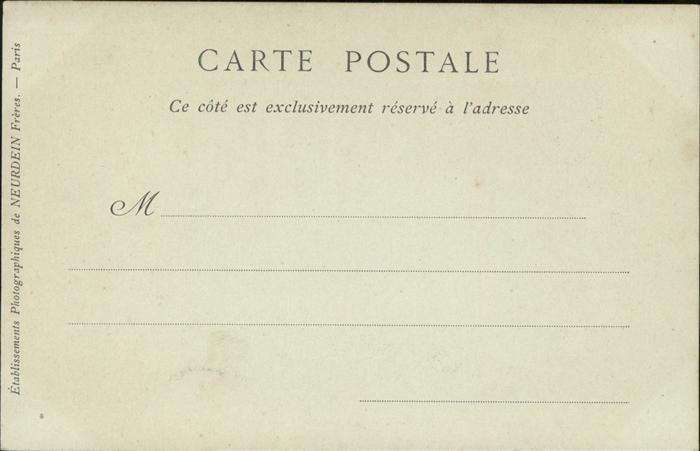 CARTE POSTALE
Ce côté est exclusivement réservé à l'adresse
M
Établissements Photographiques de NEURDEIN Frères. — Paris